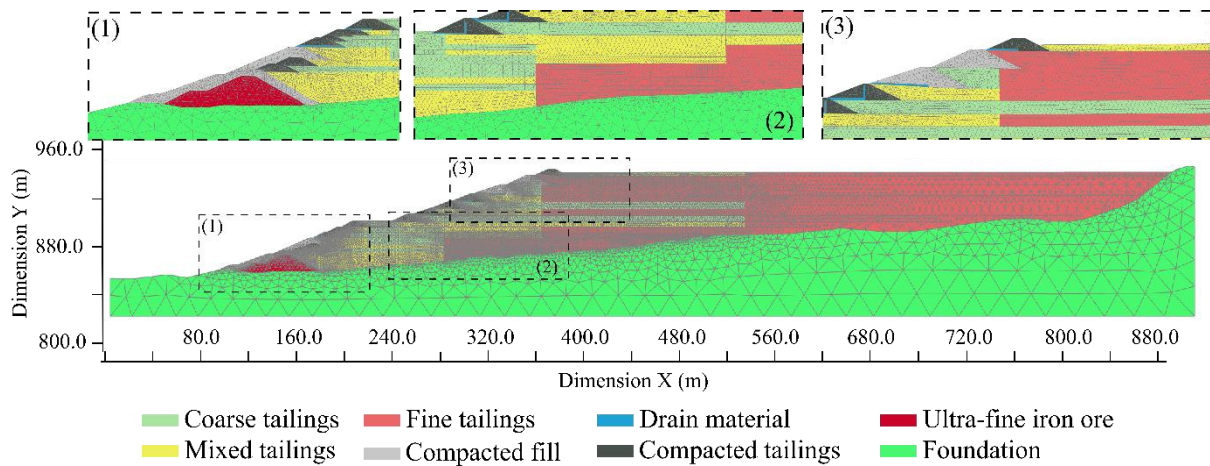 (1)
(2)
(3)
960.0
880.0
800.0
Dimension Y (m)
(1)
(2)
(3)
80.0 160.0 240.0 320.0 400.0 480.0 560.0 680.0 720.0 880.0
Dimension X (m)
Coarse tailings Fine tailings Drain material Ultra-fine iron ore
Mixed tailings Compacted fill Compacted tailings Foundation